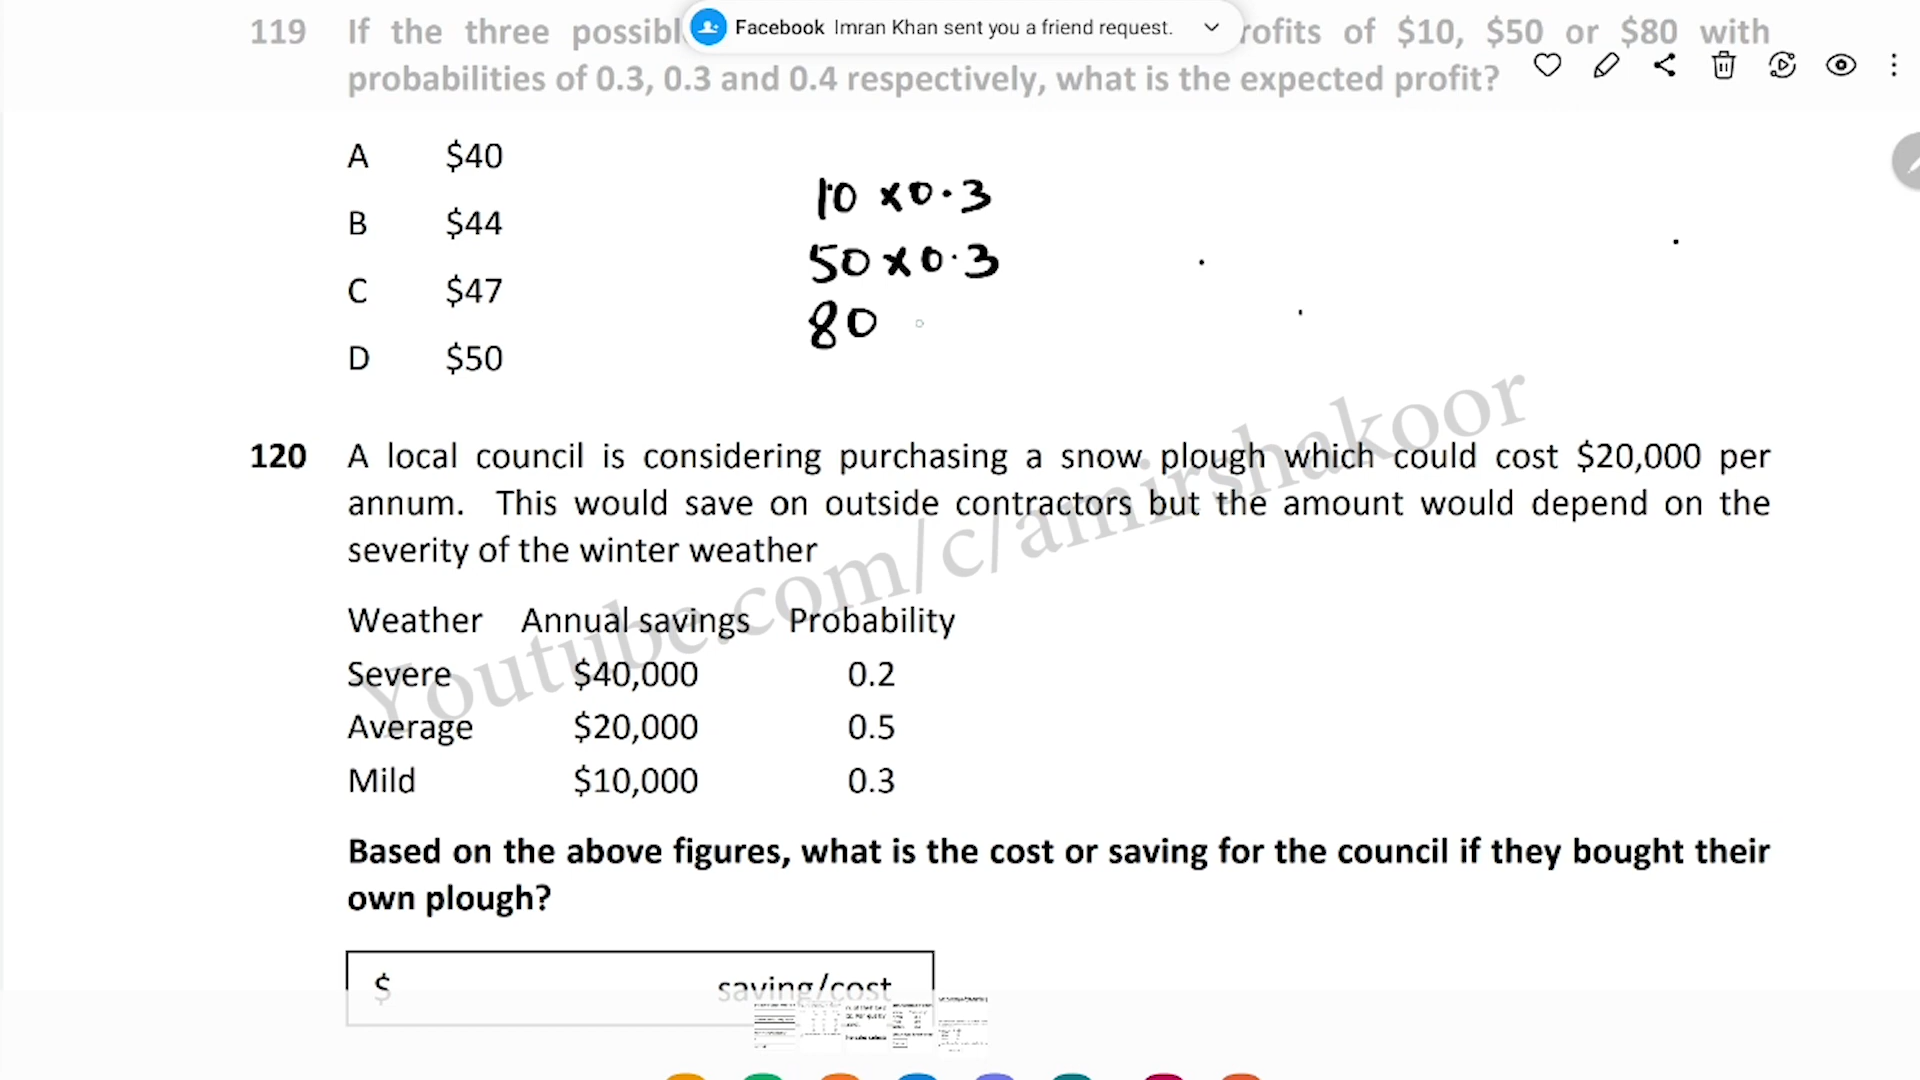 Facebook Imran Khan sent you a friend request.
119 If the three possibl rofits of $10, $50 or $80 with
probabilities of 0.3, 0.3 and 0.4 respectively, what is the expected profit?
A $40
B $44
C $47
D $50
10 x 0.3
50 x 0.3
80
120 A local council is considering purchasing a snow plough which could cost $20,000 per
annum. This would save on outside contractors but the amount would depend on the
severity of the winter weather
Weather Annual savings Probability
Severe $40,000 0.2
Average $20,000 0.5
Mild $10,000 0.3
Based on the above figures, what is the cost or saving for the council if they bought their
own plough?
$ saving/cost
Youtube.com/c/amirshakoor